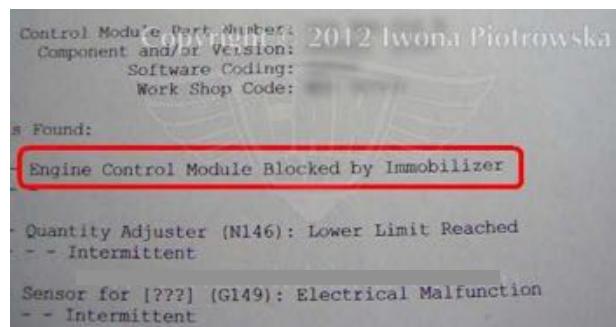 Copyright © 2012 Iwona Piotrowska
Control Module Part Number:
Component and/or Version:
Software Coding:
Work Shop Code:
s Found:
Engine Control Module Blocked by Immobilizer
- Quantity Adjuster (N146): Lower Limit Reached
- - - Intermittent
Sensor for [???] (G149): Electrical Malfunction
- - Intermittent